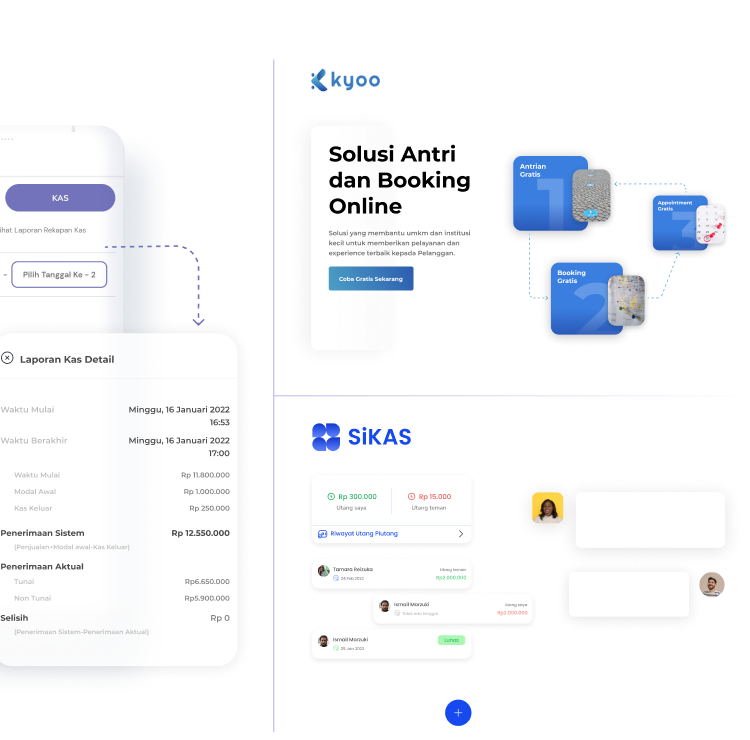 KAS
ihat Laporan Rekapan Kas
– Pilih Tanggal Ke – 2
Laporan Kas Detail
Waktu Mulai Minggu, 16 Januari 2022
16:53
Waktu Berakhir Minggu, 16 Januari 2022
17:00
Waktu Mulai Rp 11.800.000
Modal Awal Rp 1.000.000
Kas Keluar Rp 250.000
Penerimaan Sistem Rp 12.550.000
(Penjualan+Modal awal-Kas Keluar)
Penerimaan Aktual
Tunai Rp6.650.000
Non Tunai Rp5.900.000
Selisih Rp 0
(Penerimaan Sistem-Penerimaan Aktual)
kyoo
Solusi Antri
dan Booking
Online
Solusi yang membantu umkm dan institusi
kecil untuk memberikan pelayanan dan
experience terbaik kepada Pelanggan.
Coba Gratis Sekarang
Antrian
Gratis
1
Appointment
Gratis
3
Booking
Gratis
2
SiKAS
Rp 300.000 Rp 15.000
Utang saya Utang teman
Riwayat Utang Piutang
Tamara Reizuka Utang teman
24 Feb 2022 Rp2.000.000
Ismail Marzuki Utang saya
Tidak ada tenggat Rp2.000.000
Ismail Marzuki Lunas
25 Jan 2022
+